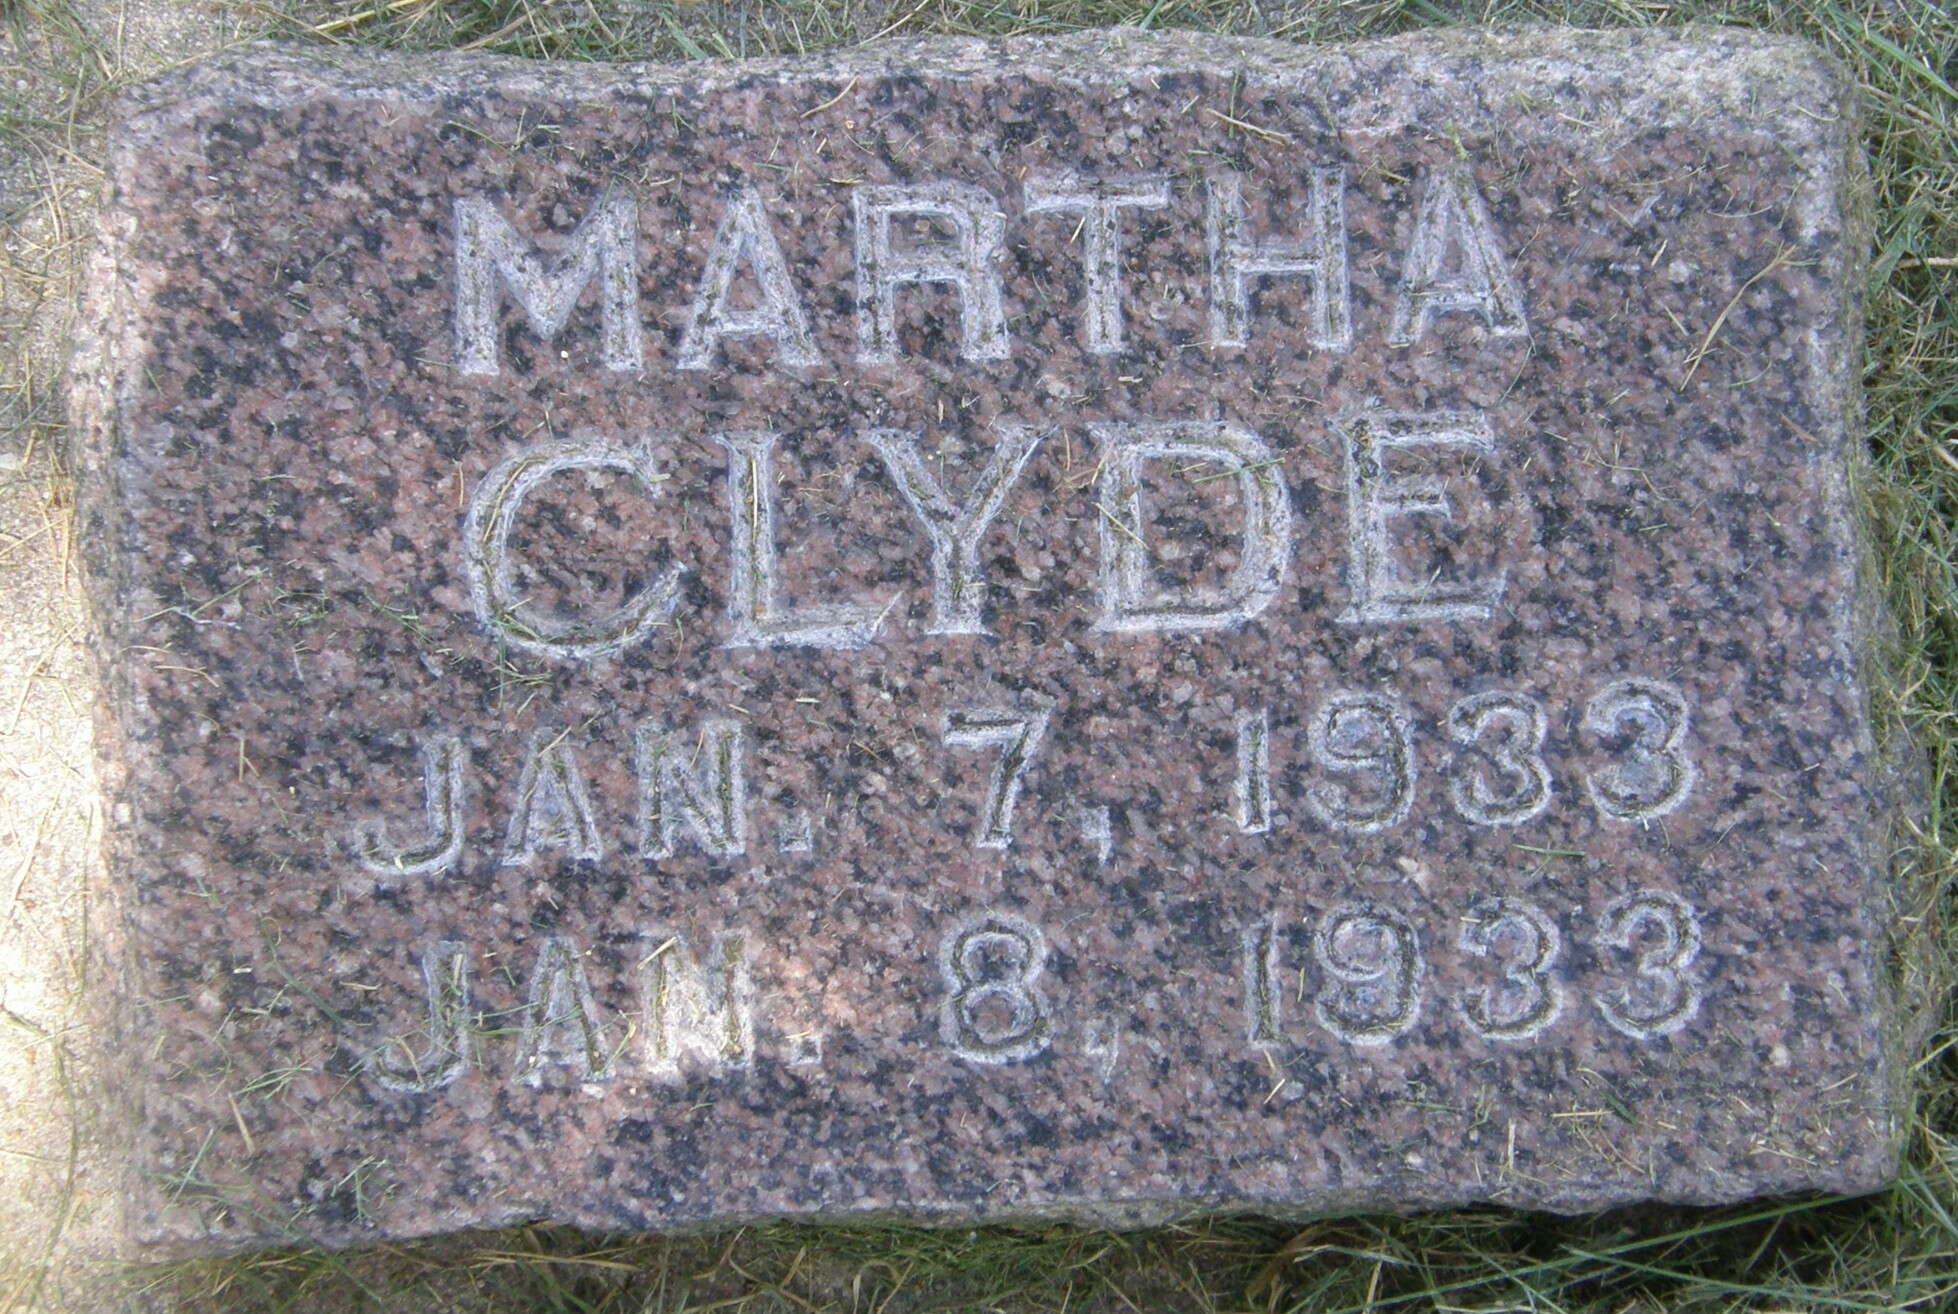 MARTHA
CLYDE
JAN. 7, 1933
JAN. 8, 1933